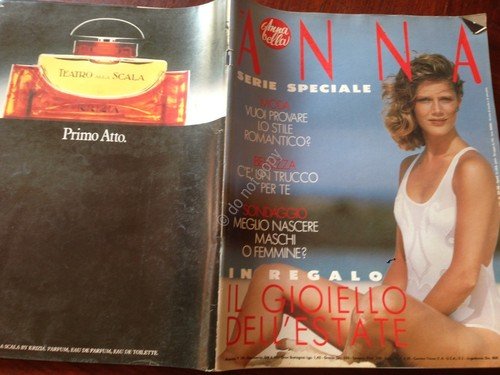 TEATRO ALLA SCALA
KRIZIA
Primo Atto.
LA SCALA BY KRIZIA. PARFUM, EAU DE PARFUM, EAU DE TOILETTE.
Anna
bella
ANNA
SERIE SPECIALE
MODA
VUOI PROVARE
LO STILE
ROMANTICO?
BELLEZZA
C'È UN TRUCCO
PER TE
SONDAGGIO
MEGLIO NASCERE
MASCHI
O FEMMINE?
IN REGALO
IL GIOIELLO
DELL'ESTATE
© do not copy